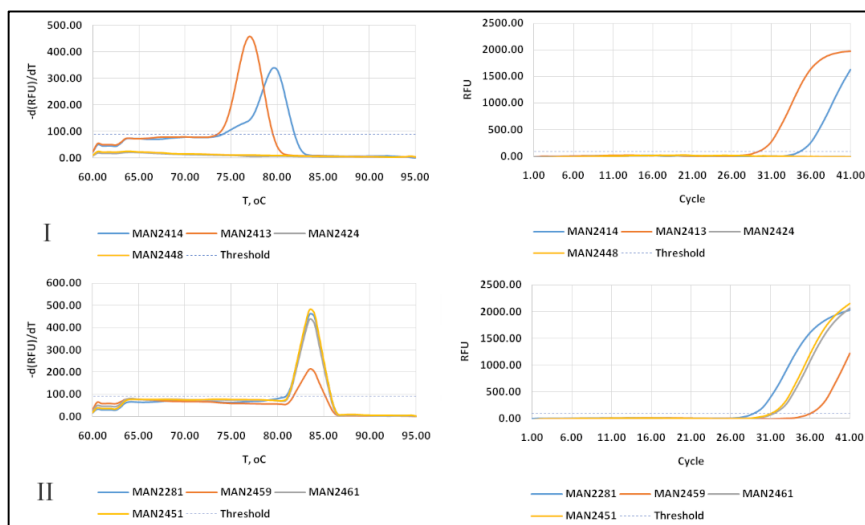 500.00
400.00
300.00
200.00
100.00
0.00
-d(RFU)/dT
60.00 65.00 70.00 75.00 80.00 85.00 90.00 95.00
T, oC
I
MAN2414 MAN2413 MAN2424
MAN2448 Threshold
2500.00
2000.00
1500.00
1000.00
500.00
0.00
RFU
1.00 6.00 11.00 16.00 21.00 26.00 31.00 36.00 41.00
Cycle
MAN2414 MAN2413 MAN2424
MAN2448 Threshold
600.00
500.00
400.00
300.00
200.00
100.00
0.00
-d(RFU)/dT
60.00 65.00 70.00 75.00 80.00 85.00 90.00 95.00
T, oC
II
MAN2281 MAN2459 MAN2461
MAN2451 Threshold
2500.00
2000.00
1500.00
1000.00
500.00
0.00
RFU
1.00 6.00 11.00 16.00 21.00 26.00 31.00 36.00 41.00
Cycle
MAN2281 MAN2459 MAN2461
MAN2451 Threshold